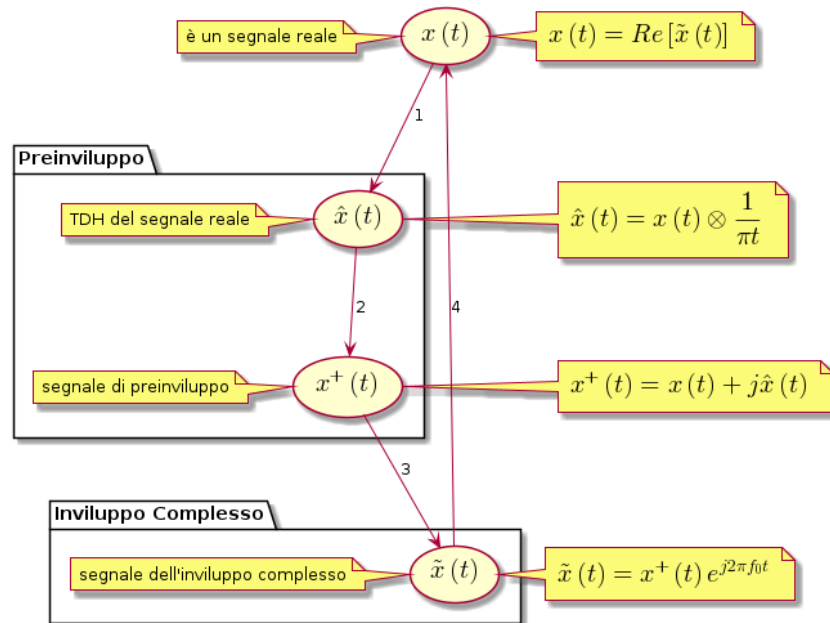 è un segnale reale
x (t)
x (t) = Re [x̃ (t)]
1
Preinviluppo
TDH del segnale reale
x̂ (t)
x̂ (t) = x (t) ⊗ 1/πt
2
4
segnale di preinviluppo
x⁺ (t)
x⁺ (t) = x (t) + jx̂ (t)
3
Inviluppo Complesso
segnale dell'inviluppo complesso
x̃ (t)
x̃ (t) = x⁺ (t) e^{j2πf₀t}